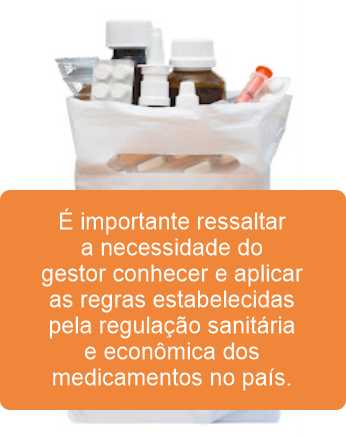 É importante ressaltar
a necessidade do
gestor conhecer e aplicar
as regras estabelecidas
pela regulação sanitária
e econômica dos
medicamentos no país.